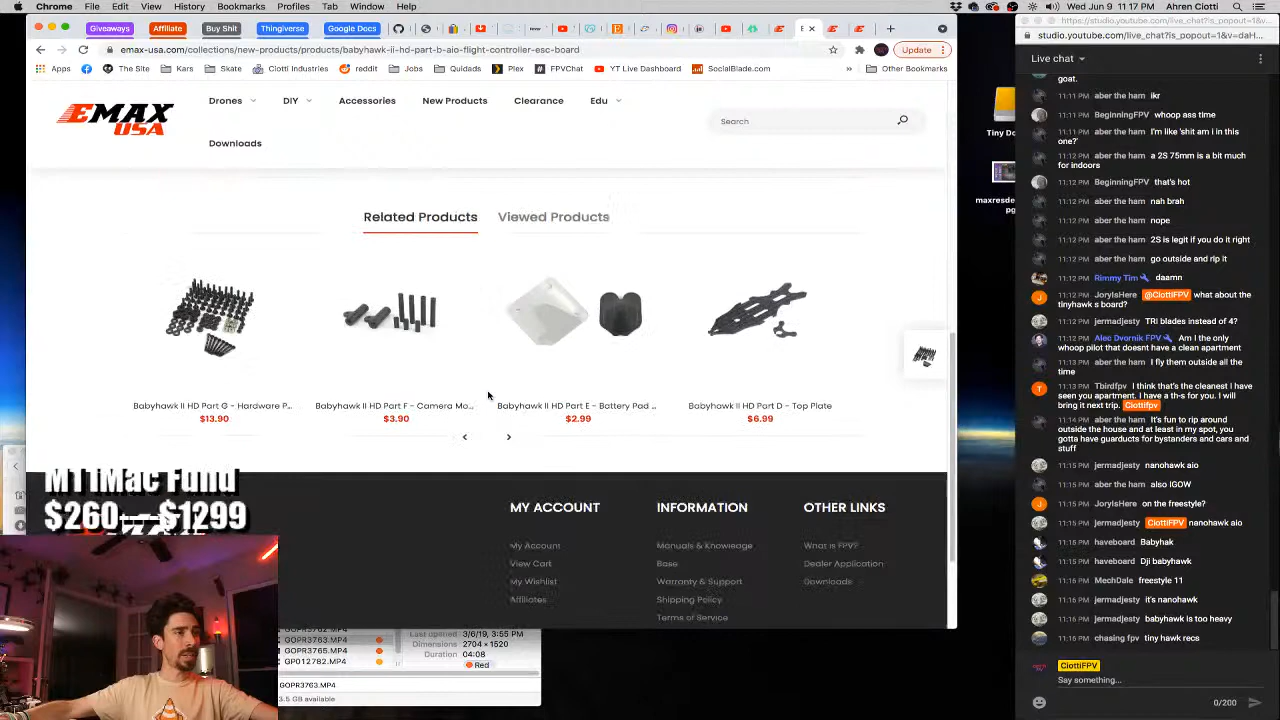 Chrome File Edit View History Bookmarks Profiles Tab Window Help
Sun Jun 6 11:17 PM Ahren Ciotti
Giveaways Affiliate Buy Shit Thingiverse Google Docs
https://studio.youtube.com/live_chat?is_popout=1&v=
studio.youtube.com/live_chat?is_popout=1&v=daH...
emax-usa.com/collections/new-products/products/babyhawk-ii-hd-part-b-aio-flight-controller-esc-board
Update
Apps The Site Kars Skate Ciotti Industries reddit Jobs Quidads Plex FPVChat YT Live Dashboard SocialBlade.com » Other Bookmarks
Live chat
EMAX
USA
Drones DIY Accessories New Products Clearance Edu
Downloads
Search
Related Products Viewed Products
Babyhawk II HD Part G - Hardware P...
$13.90
Babyhawk II HD Part F - Camera Mo...
$3.90
Babyhawk II HD Part E - Battery Pad ...
$2.99
Babyhawk II HD Part D - Top Plate
$6.99
MY ACCOUNT
My Account
View Cart
My Wishlist
Affiliates
INFORMATION
Manuals & Knowledge
Base
Warranty & Support
Shipping Policy
Terms of Service
OTHER LINKS
What is FPV?
Dealer Application
Downloads
M1 iMac Fund
$260 - $1299
GOPR3763.MP4
GOPR3765.MP4
GP012782.MP4
Last opened 3/6/19, 3:55 PM
Dimensions 2704 × 1520
Duration 04:08
Red
GOPR3763.MP4
3.5 GB available
Tiny Do
maxresde
pg
goat.
11:11 PM aber the ham ikr
11:11 PM BeginningFPV whoop ass time
11:11 PM aber the ham I'm like 'shit am i in this
one?'
11:12 PM aber the ham a 2S 75mm is a bit much
for indoors
11:12 PM BeginningFPV that's hot
11:12 PM aber the ham nah brah
11:12 PM aber the ham nope
11:12 PM aber the ham 2S is legit if you do it right
11:12 PM aber the ham go outside and rip it
11:12 PM Rimmy Tim daamn
11:12 PM JoryIsHere @CiottiFPV what about the
tinyhawk s board?
11:12 PM jermadjesty TRI blades instead of 4?
11:12 PM Alec Dvornik FPV Am I the only
whoop pilot that doesnt have a clean apartment
11:13 PM aber the ham I fly them outside all the
time
11:13 PM Tbirdfpv I think that's the cleanest I have
seen you apartment. I have a th-s for you. I will
bring it next trip. Ciottifpv
11:14 PM aber the ham It's fun to rip around
outside the house and at least in my spot, you
gotta have guarducts for bystanders and cars and
stuff
11:15 PM jermadjesty nanohawk aio
11:15 PM aber the ham also IGOW
11:15 PM JoryIsHere on the freestyle?
11:15 PM jermadjesty CiottiFPV nanohawk aio
11:15 PM haveboard Babyhak
11:15 PM haveboard Dji babyhawk
11:16 PM MechDale freestyle 11
11:16 PM jermadjesty it's nanohawk
11:16 PM jermadjesty babyhawk is too heavy
11:16 PM chasing fpv tiny hawk recs
CiottiFPV
Say something...
0/200